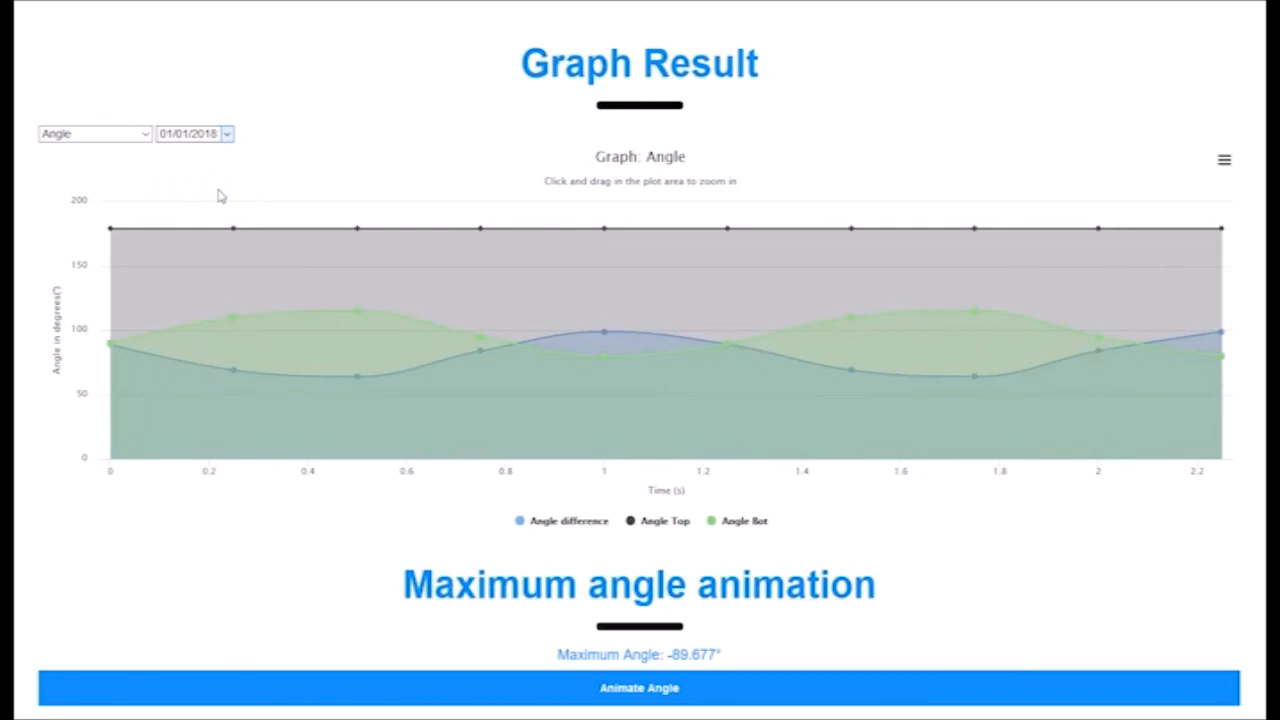 Graph Result
Angle 01/01/2018
Graph: Angle
Click and drag in the plot area to zoom in
200
150
100
50
0
Angle in degrees(°)
0 0.2 0.4 0.6 0.8 1 1.2 1.4 1.6 1.8 2 2.2
Time (s)
Angle difference Angle Top Angle Bot
Maximum angle animation
Maximum Angle: -89.677°
Animate Angle